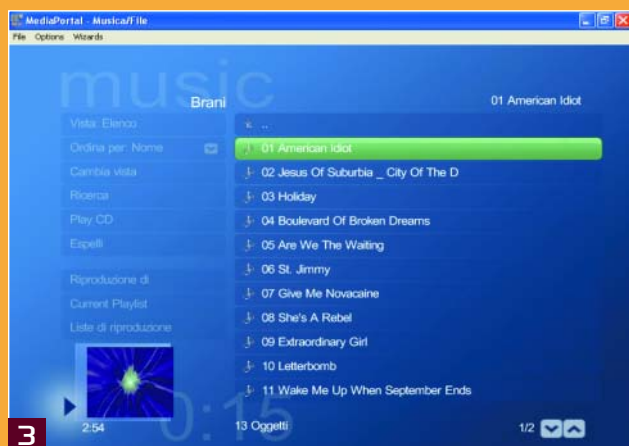 MediaPortal - Musica/File
File Options Wizards
music
Brani
01 American Idiot
Vista: Elenco
Ordina per: Nome
Cambia vista
Ricerca
Play CD
Espelli
Riproduzione di
Current Playlist
Liste di riproduzione
..
01 American Idiot
02 Jesus Of Suburbia _ City Of The D
03 Holiday
04 Boulevard Of Broken Dreams
05 Are We The Waiting
06 St. Jimmy
07 Give Me Novacaine
08 She's A Rebel
09 Extraordinary Girl
10 Letterbomb
11 Wake Me Up When September Ends
2:54
0:15
13 Oggetti
1/2
3